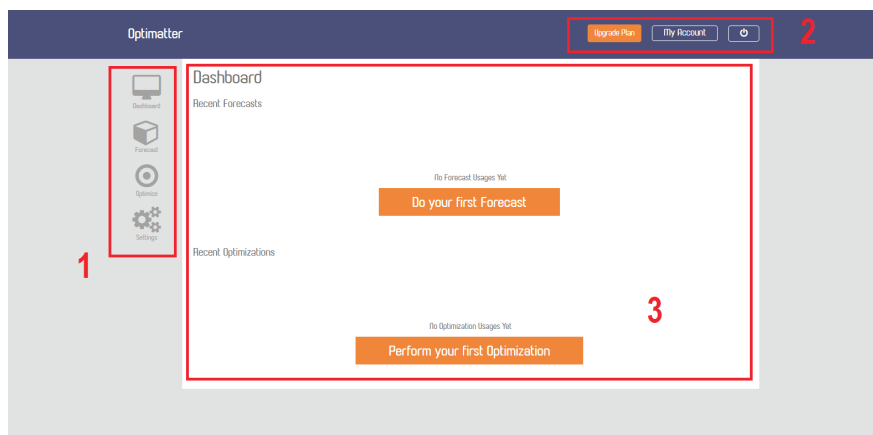 Optimatter
Upgrade Plan
My Account
2
Dashboard
Forecast
Optimize
Settings
1
Dashboard
Recent Forecasts
No Forecast Usages Yet
Do your first Forecast
Recent Optimizations
3
No Optimization Usages Yet
Perform your first Optimization